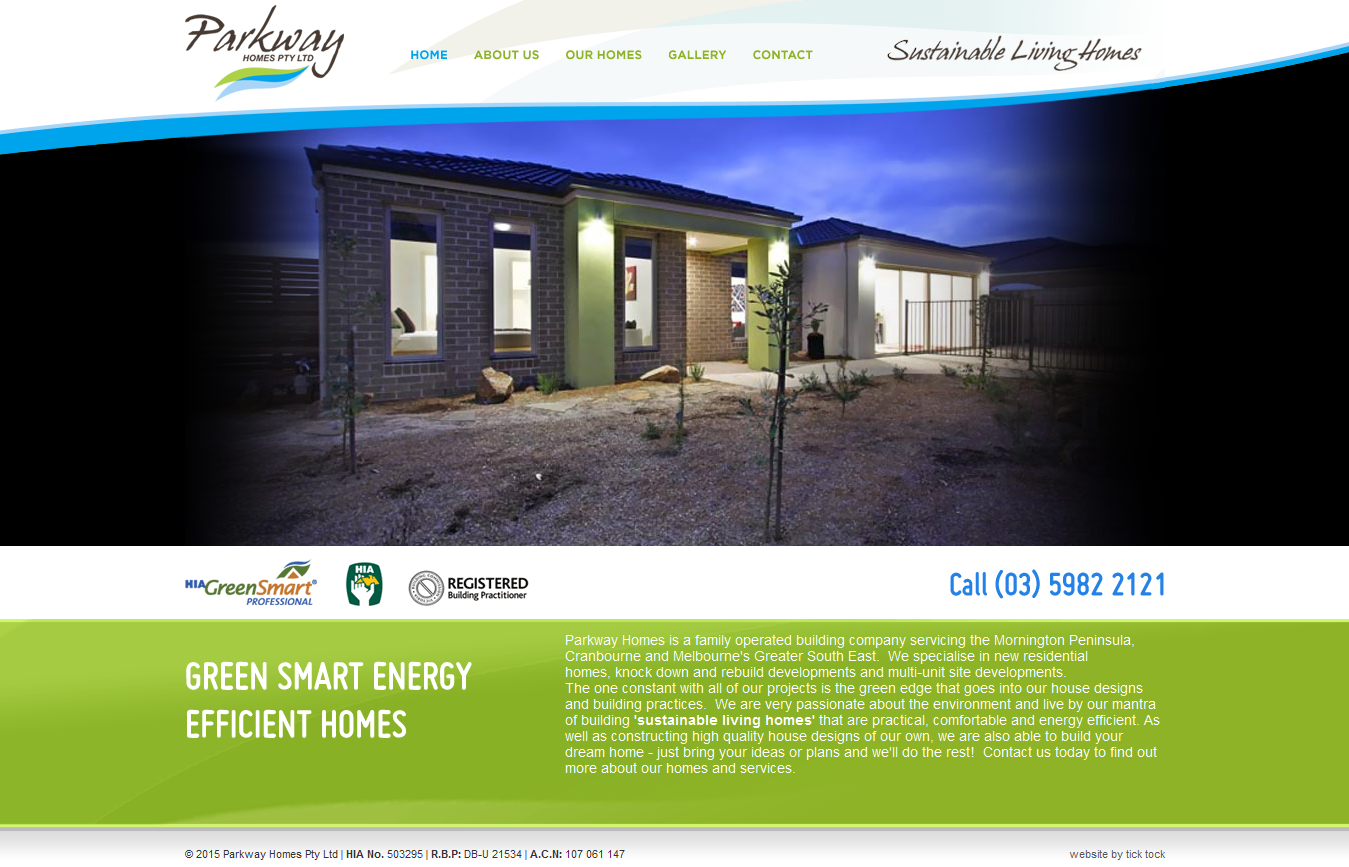 Parkway
HOMES PTY LTD
HOME ABOUT US OUR HOMES GALLERY CONTACT
Sustainable Living Homes
HIA GreenSmart®
PROFESSIONAL
HIA
REGISTERED
Building Practitioner
Call (03) 5982 2121
GREEN SMART ENERGY
EFFICIENT HOMES
Parkway Homes is a family operated building company servicing the Mornington Peninsula,
Cranbourne and Melbourne's Greater South East. We specialise in new residential
homes, knock down and rebuild developments and multi-unit site developments.
The one constant with all of our projects is the green edge that goes into our house designs
and building practices. We are very passionate about the environment and live by our mantra
of building 'sustainable living homes' that are practical, comfortable and energy efficient. As
well as constructing high quality house designs of our own, we are also able to build your
dream home - just bring your ideas or plans and we'll do the rest! Contact us today to find out
more about our homes and services.
© 2015 Parkway Homes Pty Ltd | HIA No. 503295 | R.B.P: DB-U 21534 | A.C.N: 107 061 147
website by tick tock